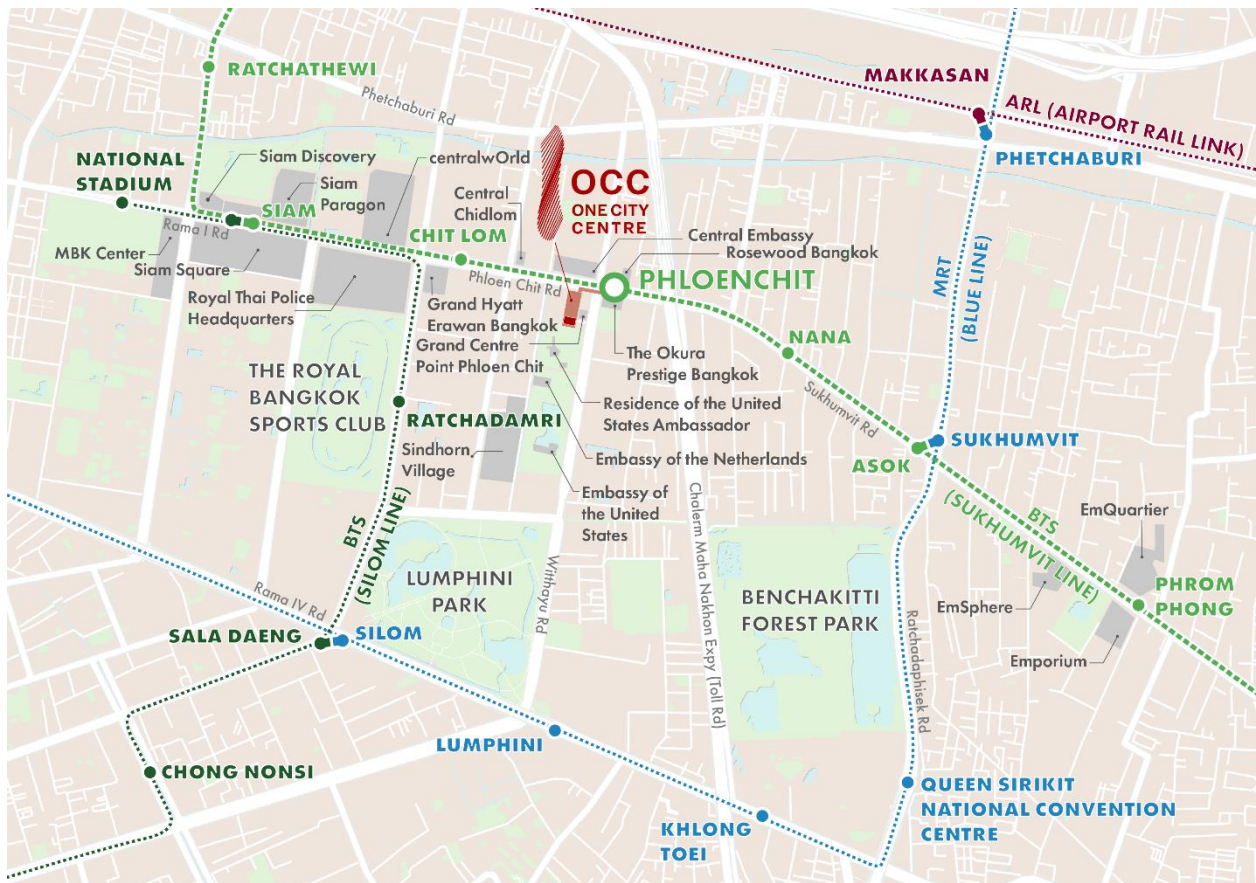 RATCHATHEWI
MAKKASAN
ARL (AIRPORT RAIL LINK)
Phetchaburi Rd
PHETCHABURI
NATIONAL
STADIUM
Siam Discovery
centralwOrld
Siam
Paragon
OCC
ONE CITY
CENTRE
Central
Chidlom
SIAM
Rama I Rd
CHIT LOM
Central Embassy
Rosewood Bangkok
MBK Center
Siam Square
Phloen Chit Rd
PHLOENCHIT
MRT
(BLUE LINE)
Royal Thai Police
Headquarters
Grand Hyatt
Erawan Bangkok
Grand Centre
Point Phloen Chit
NANA
The Okura
Prestige Bangkok
THE ROYAL
BANGKOK
SPORTS CLUB
RATCHADAMRI
Residence of the United
States Ambassador
Sukhumvit Rd
SUKHUMVIT
ASOK
Sindhorn
Village
Embassy of the Netherlands
Embassy of
the United
States
Chalerm Maha Nakhon Expy (Toll Rd)
BTS
(SUKHUMVIT LINE)
EmQuartier
BTS
(SILOM LINE)
LUMPHINI
PARK
Witthayu Rd
BENCHAKITTI
FOREST PARK
EmSphere
PHROM
PHONG
Rama IV Rd
SALA DAENG
SILOM
Ratchadaphisek Rd
Emporium
LUMPHINI
CHONG NONSI
QUEEN SIRIKIT
NATIONAL CONVENTION
CENTRE
KHLONG
TOEI